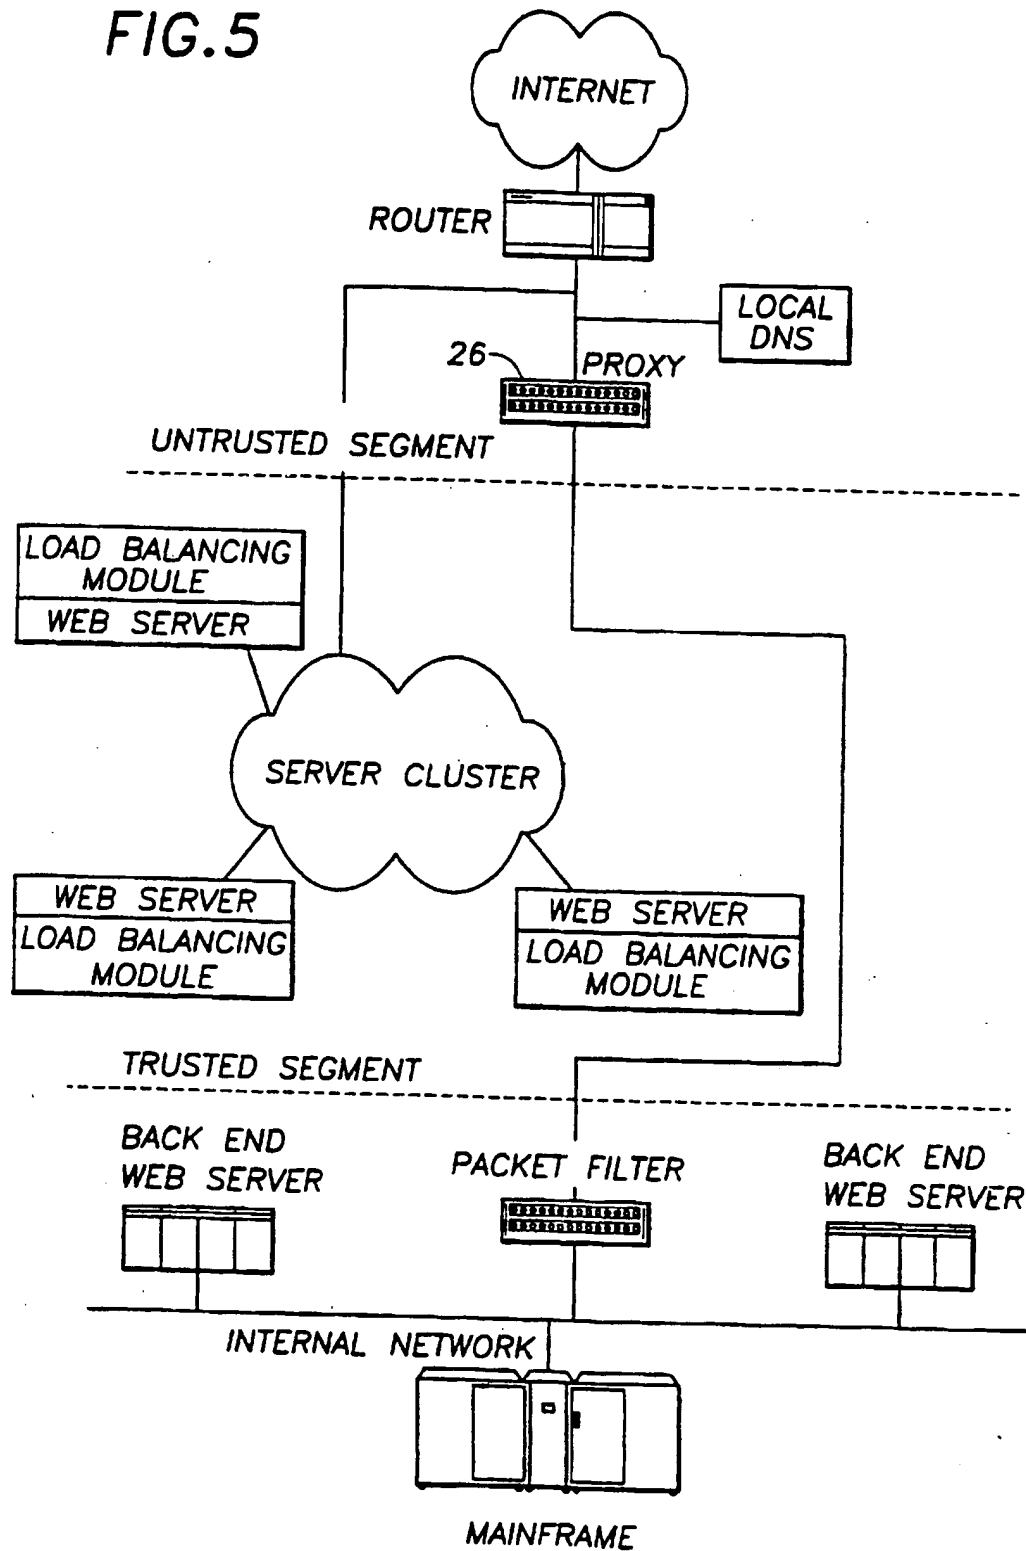 FIG.5
INTERNET
ROUTER
LOCAL
DNS
26
PROXY
UNTRUSTED SEGMENT
LOAD BALANCING
MODULE
WEB SERVER
SERVER CLUSTER
WEB SERVER
LOAD BALANCING
MODULE
WEB SERVER
LOAD BALANCING
MODULE
TRUSTED SEGMENT
BACK END
WEB SERVER
PACKET FILTER
BACK END
WEB SERVER
INTERNAL NETWORK
MAINFRAME